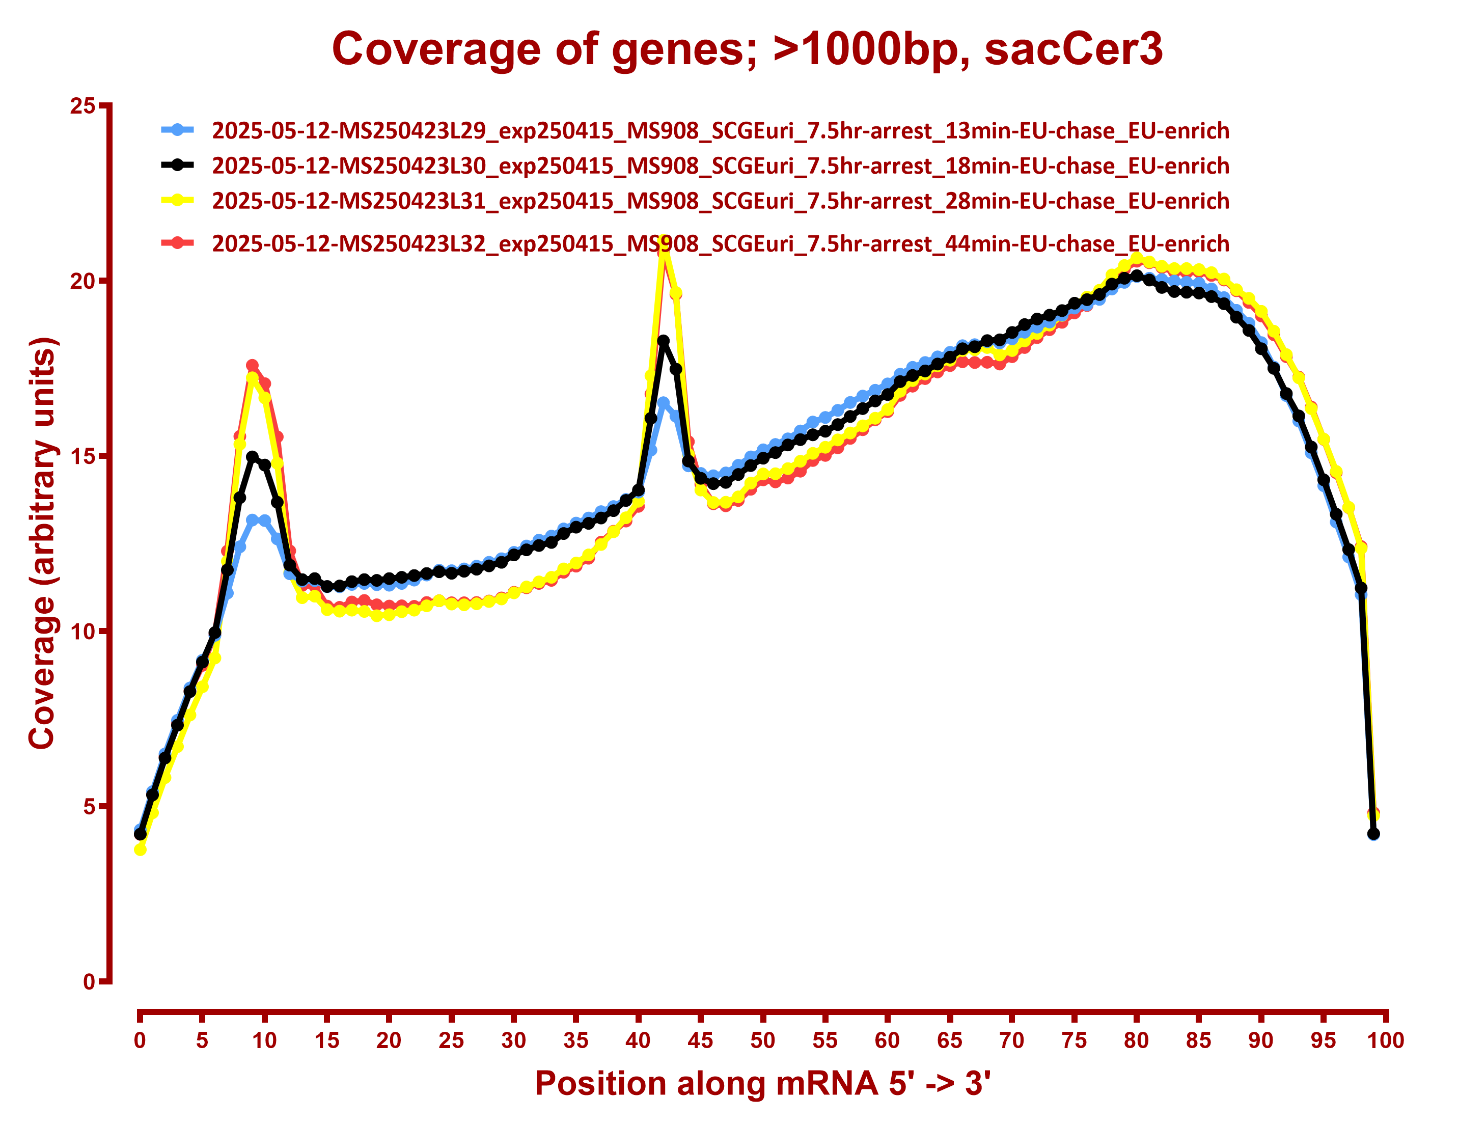 Coverage of genes; >1000bp, sacCer3
25
2025-05-12-MS250423L29_exp250415_MS908_SCGEuri_7.5hr-arrest_13min-EU-chase_EU-enrich
2025-05-12-MS250423L30_exp250415_MS908_SCGEuri_7.5hr-arrest_18min-EU-chase_EU-enrich
2025-05-12-MS250423L31_exp250415_MS908_SCGEuri_7.5hr-arrest_28min-EU-chase_EU-enrich
2025-05-12-MS250423L32_exp250415_MS908_SCGEuri_7.5hr-arrest_44min-EU-chase_EU-enrich
20
15
10
5
0
Coverage (arbitrary units)
0 5 10 15 20 25 30 35 40 45 50 55 60 65 70 75 80 85 90 95 100
Position along mRNA 5' -> 3'